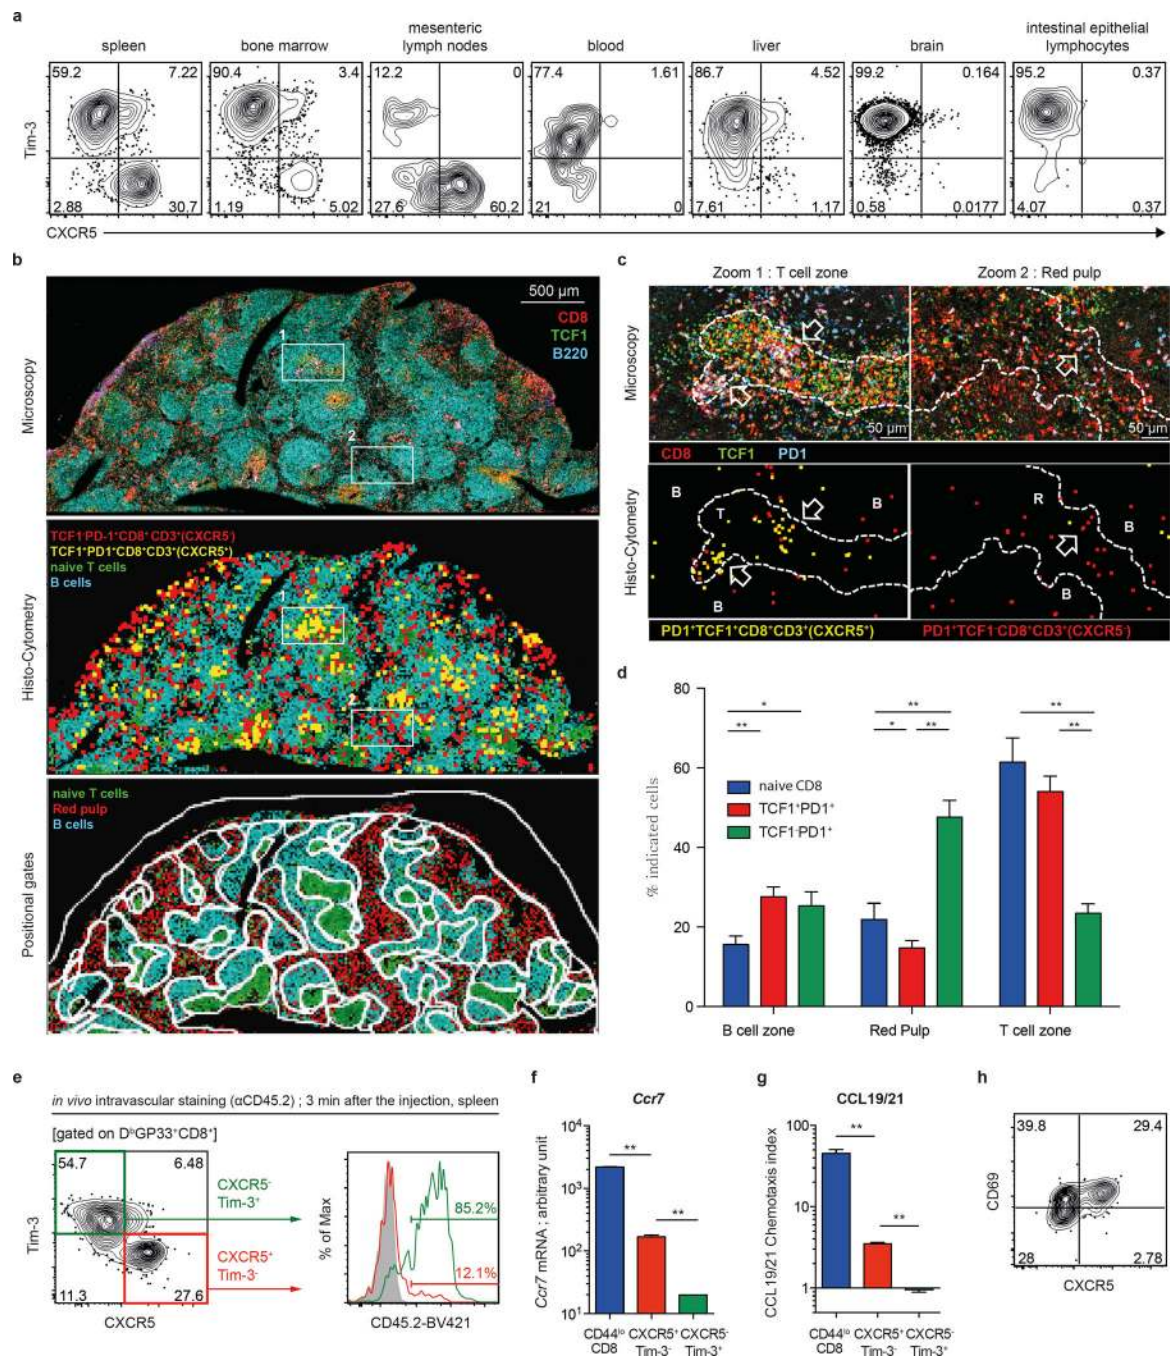 a
spleen
bone marrow
mesenteric
lymph nodes
blood
liver
brain
intestinal epithelial
lymphocytes
Tim-3
59.2 7.22
2.88 30.7
90.4 3.4
1.19 5.02
12.2 0
27.6 60.2
77.4 1.61
21 0
86.7 4.52
7.61 1.17
99.2 0.164
0.58 0.0177
95.2 0.37
4.07 0.37
CXCR5
b
Microscopy
500 µm
CD8
TCF1
B220
1
2
Histo-Cytometry
TCF1⁻PD-1⁺CD8⁺CD3⁺(CXCR5⁻)
TCF1⁺PD1⁺CD8⁺CD3⁺(CXCR5⁺)
naive T cells
B cells
1
2
Positional gates
naive T cells
Red pulp
B cells
c
Zoom 1 : T cell zone
Zoom 2 : Red pulp
Microscopy
50 µm
50 µm
CD8 TCF1 PD1
Histo-Cytometry
B
T
B
B
R
B
B
PD1⁺TCF1⁺CD8⁺CD3⁺(CXCR5⁺)
PD1⁺TCF1⁻CD8⁺CD3⁺(CXCR5⁻)
d
% indicated cells
80
60
40
20
0
naive CD8
TCF1⁺PD1⁺
TCF1⁻PD1⁺
*
**
**
*
**
**
**
B cell zone
Red Pulp
T cell zone
e
in vivo intravascular staining (αCD45.2) ; 3 min after the injection, spleen
[gated on DᵇGP33⁺CD8⁺]
Tim-3
54.7 6.48
11.3 27.6
CXCR5
CXCR5⁻
Tim-3⁺
CXCR5⁺
Tim-3⁻
% of Max
85.2%
12.1%
CD45.2-BV421
f
Ccr7
Ccr7 mRNA ; arbitrary unit
10⁴
10³
10²
10¹
**
**
CD44ˡᵒ
CD8
CXCR5⁺
Tim-3⁻
CXCR5⁻
Tim-3⁺
g
CCL19/21
CCL19/21 Chemotaxis index
100
10
1
**
**
CD44ˡᵒ
CD8
CXCR5⁺
Tim-3⁻
CXCR5⁻
Tim-3⁺
h
CD69
39.8 29.4
28 2.78
CXCR5